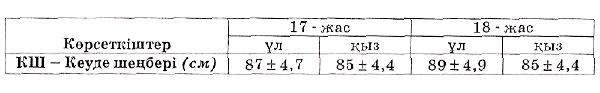 Көрсеткіштер 17 - жас 18 - жас
ұл қыз ұл қыз
КШ – Кеуде шеңбері (см) 87 ± 4,7 85 ± 4,4 89 ± 4,9 85 ± 4,4